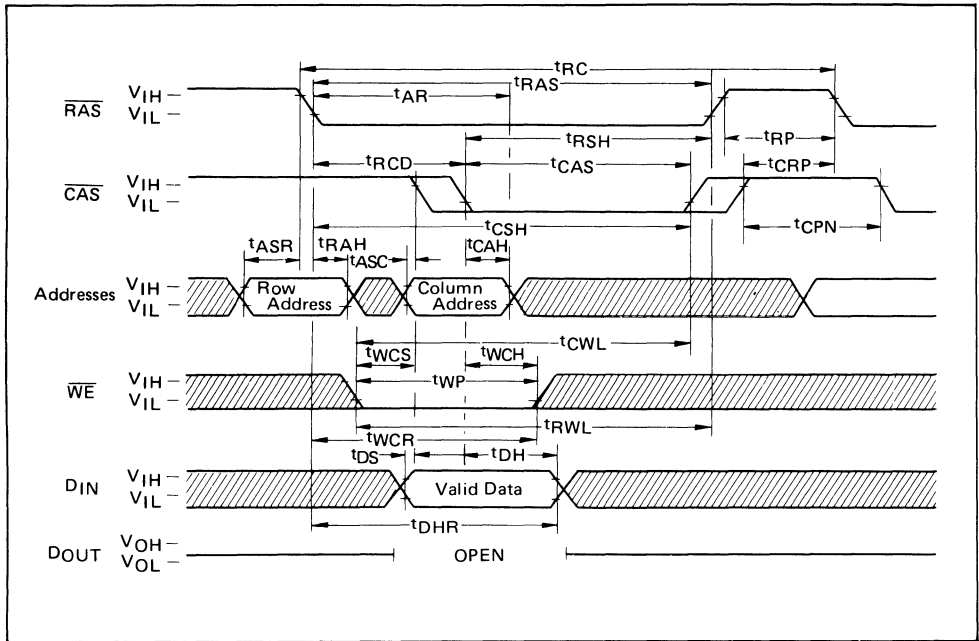 tRC
tRAS
tAR
RAS VIH
VIL
tRSH
tRP
tRCD
tCAS
tCRP
CAS VIH
VIL
tCSH
tCPN
tASR
tRAH
tASC
tCAH
Addresses VIH
VIL
Row Address
Column Address
tCWL
tWCS
tWCH
tWP
WE VIH
VIL
tRWL
tWCR
tDS
tDH
DIN VIH
VIL
Valid Data
tDHR
DOUT VOH
VOL
OPEN